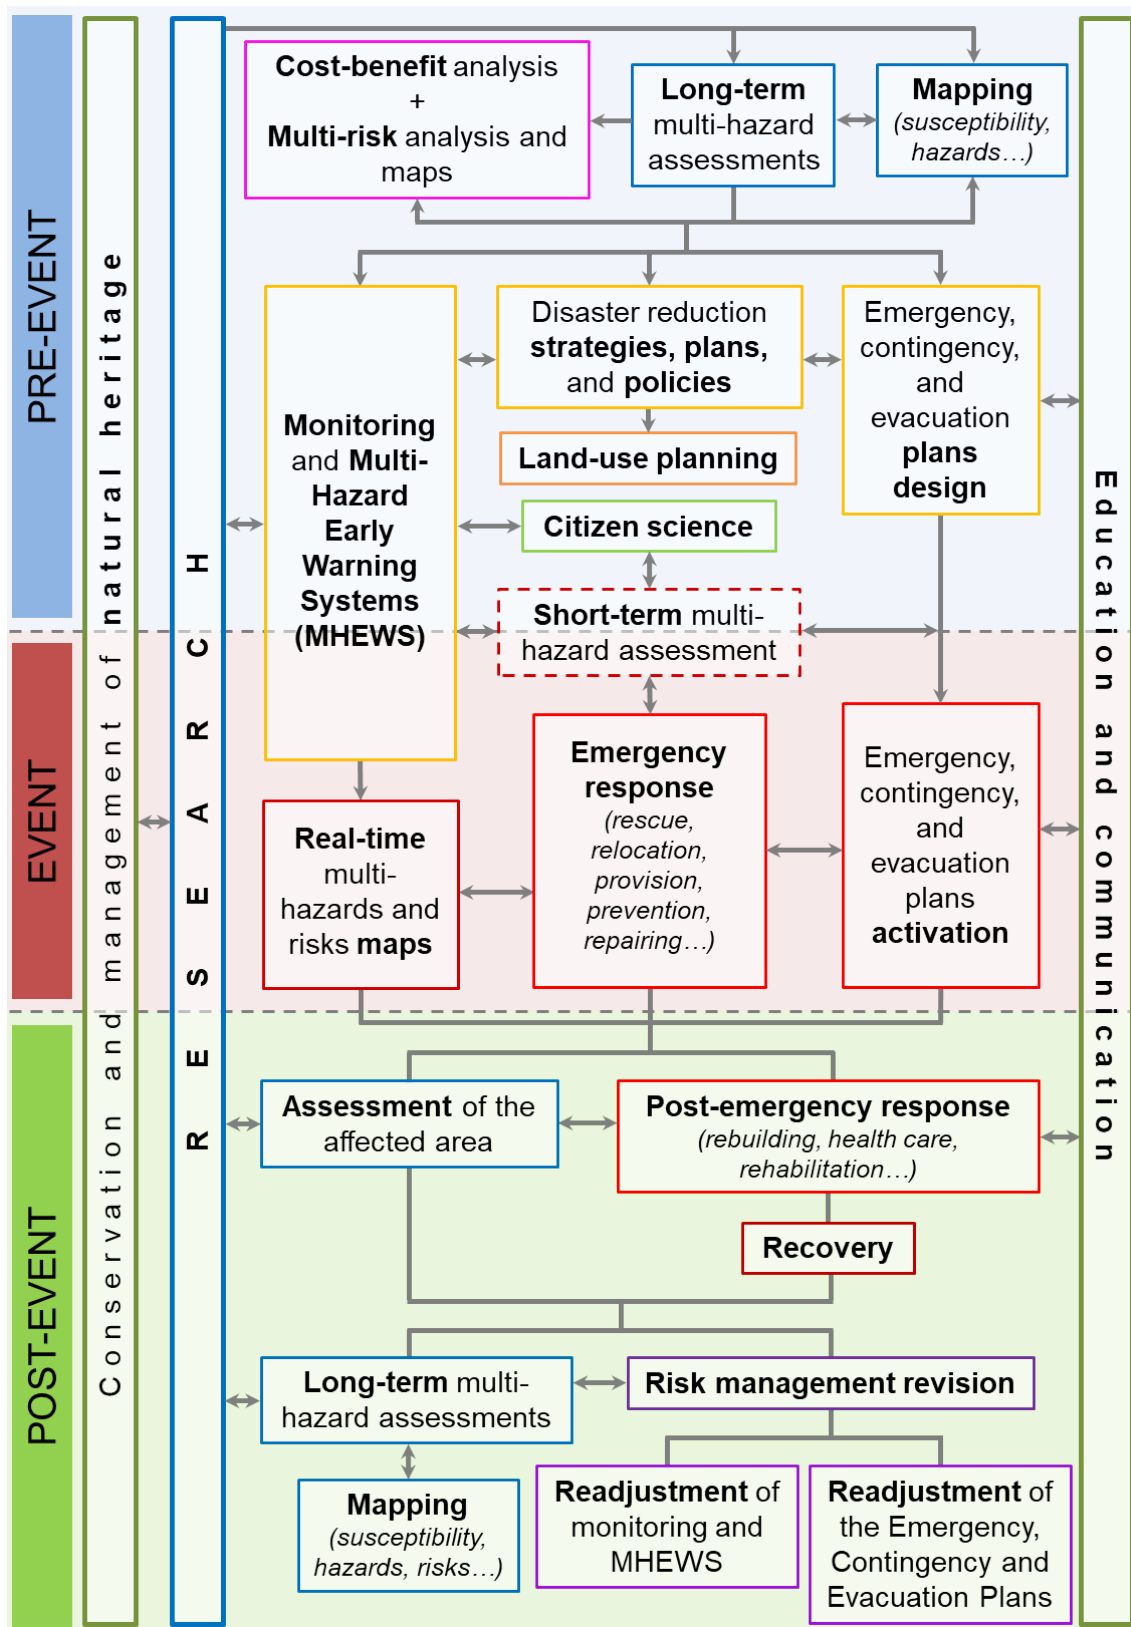 PRE-EVENT
EVENT
POST-EVENT
Conservation and management of natural heritage
RESEARCH
Education and communication
Cost-benefit analysis
+
Multi-risk analysis and
maps
Long-term
multi-hazard
assessments
Mapping
(susceptibility,
hazards...)
Monitoring
and Multi-
Hazard
Early
Warning
Systems
(MHEWS)
Disaster reduction
strategies, plans,
and policies
Emergency,
contingency,
and
evacuation
plans
design
Land-use planning
Citizen science
Short-term multi-
hazard assessment
Real-time
multi-
hazards and
risks maps
Emergency
response
(rescue,
relocation,
provision,
prevention,
repairing...)
Emergency,
contingency,
and
evacuation
plans
activation
Assessment of the
affected area
Post-emergency response
(rebuilding, health care,
rehabilitation...)
Recovery
Long-term multi-
hazard assessments
Risk management revision
Mapping
(susceptibility,
hazards, risks...)
Readjustment of
monitoring and
MHEWS
Readjustment of
the Emergency,
Contingency and
Evacuation Plans